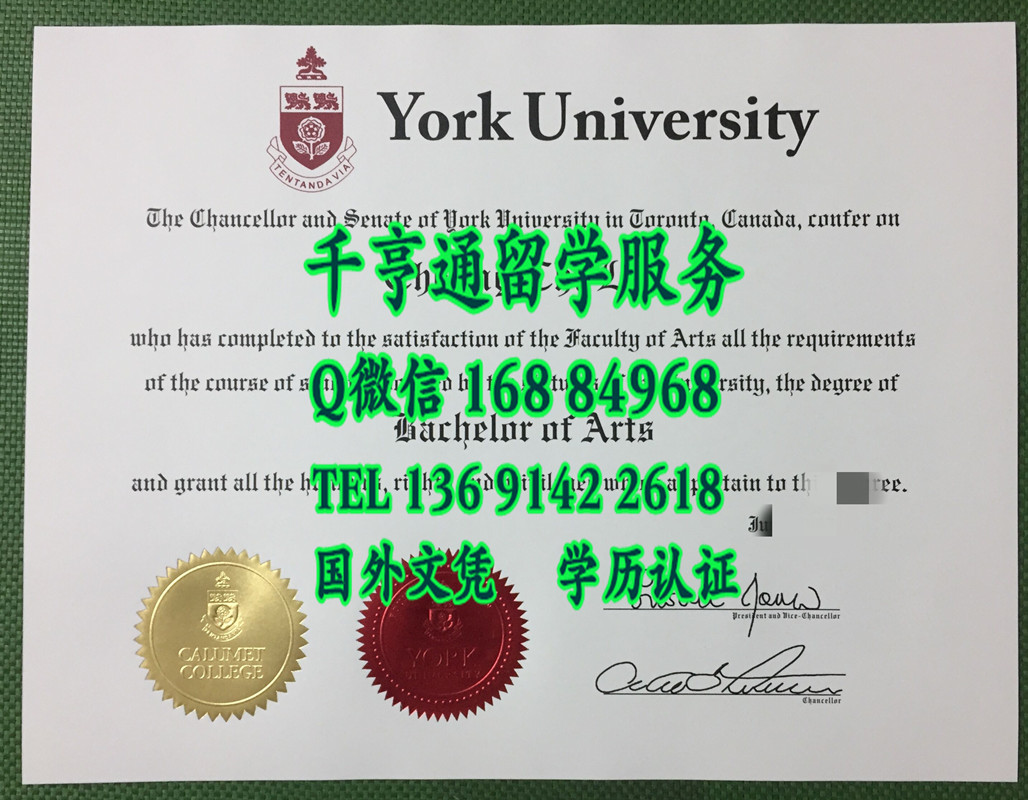 York University
TENTANDA VIA
The Chancellor and Senate of York University in Toronto, Canada, confer on
千亨通留学服务
who has completed to the satisfaction of the Faculty of Arts all the requirements
of the course of
the degree of
Q微信 168 84968
Bachelor of Arts
and grant all the
TEL 136 9142 2618
国外文凭 学历认证
President and Vice-Chancellor
CALUMET
COLLEGE
YORK
Chancellor